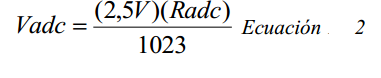 Vadc = (2,5V)(Radc) / 1023 Ecuación 2